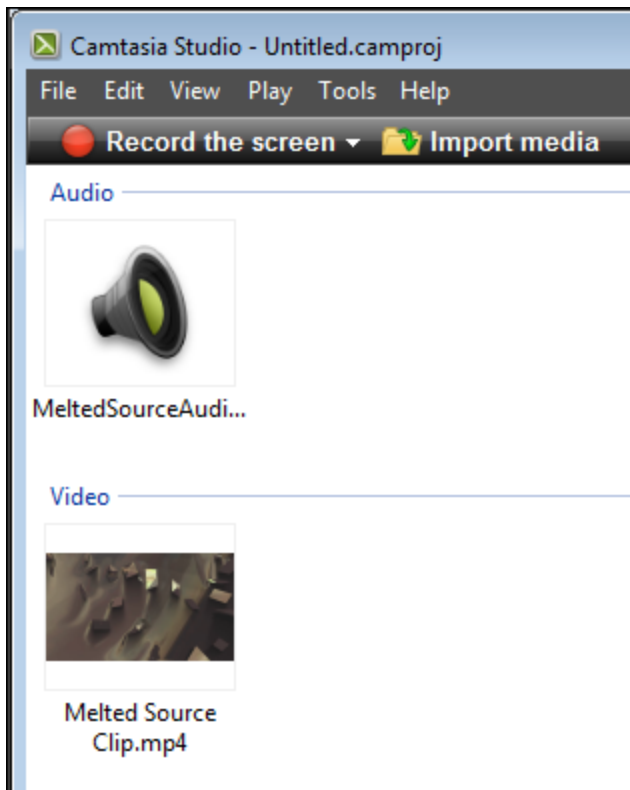 Camtasia Studio - Untitled.camproj
File Edit View Play Tools Help
Record the screen Import media
Audio
MeltedSourceAudi...
Video
Melted Source
Clip.mp4